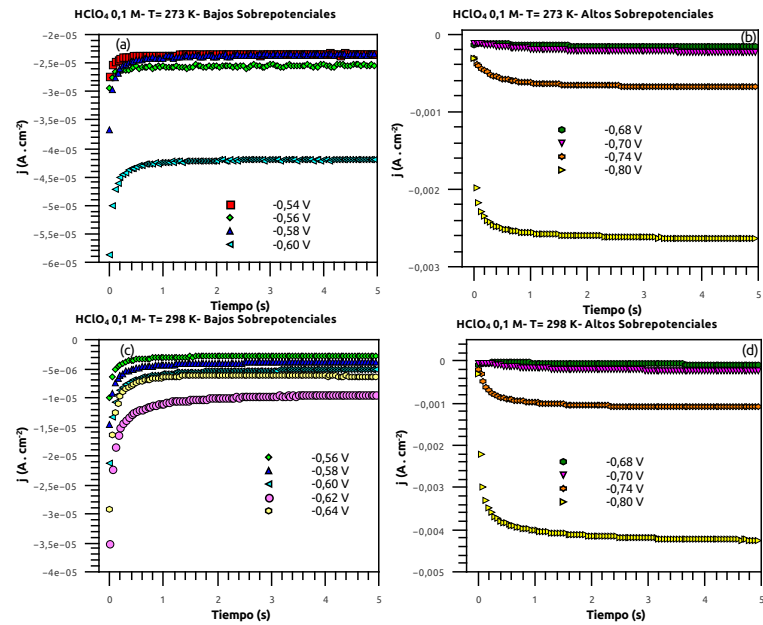 HClO₄ 0,1 M- T= 273 K- Bajos Sobrepotenciales
(a)
j (A . cm⁻²)
-2e-05
-2,5e-05
-3e-05
-3,5e-05
-4e-05
-4,5e-05
-5e-05
-5,5e-05
-6e-05
-0,54 V
-0,56 V
-0,58 V
-0,60 V
0 1 2 3 4 5
Tiempo (s)
HClO₄ 0,1 M- T= 273 K- Altos Sobrepotenciales
(b)
j (A . cm⁻²)
0
-0,001
-0,002
-0,003
-0,68 V
-0,70 V
-0,74 V
-0,80 V
0 1 2 3 4 5
Tiempo (s)
HClO₄ 0,1 M- T= 298 K- Bajos Sobrepotenciales
(c)
j (A . cm⁻²)
0
-5e-06
-1e-05
-1,5e-05
-2e-05
-2,5e-05
-3e-05
-3,5e-05
-4e-05
-0,56 V
-0,58 V
-0,60 V
-0,62 V
-0,64 V
0 1 2 3 4 5
Tiempo (s)
HClO₄ 0,1 M- T= 298 K- Altos Sobrepotenciales
(d)
j (A . cm⁻²)
0
-0,001
-0,002
-0,003
-0,004
-0,005
-0,68 V
-0,70 V
-0,74 V
-0,80 V
0 1 2 3 4 5
Tiempo (s)